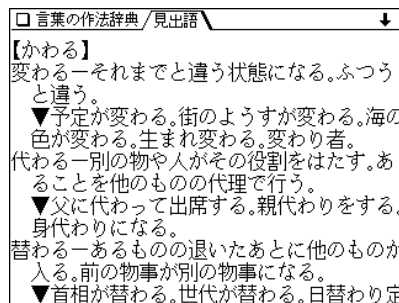 言葉の作法辞典/見出語
【かわる】
変わる－それまでと違う状態になる。ふつう
と違う。
▼予定が変わる。街のようすが変わる。海の
色が変わる。生まれ変わる。変わり者。
代わる－別の物や人がその役割をはたす。あ
ることを他のものの代理で行う。
▼父に代わって出席する。親代わりをする。
身代わりになる。
替わる－あるものの退いたあとに他のものが
入る。前の物事が別の物事になる。
▼首相が替わる。世代が替わる。日替わり定